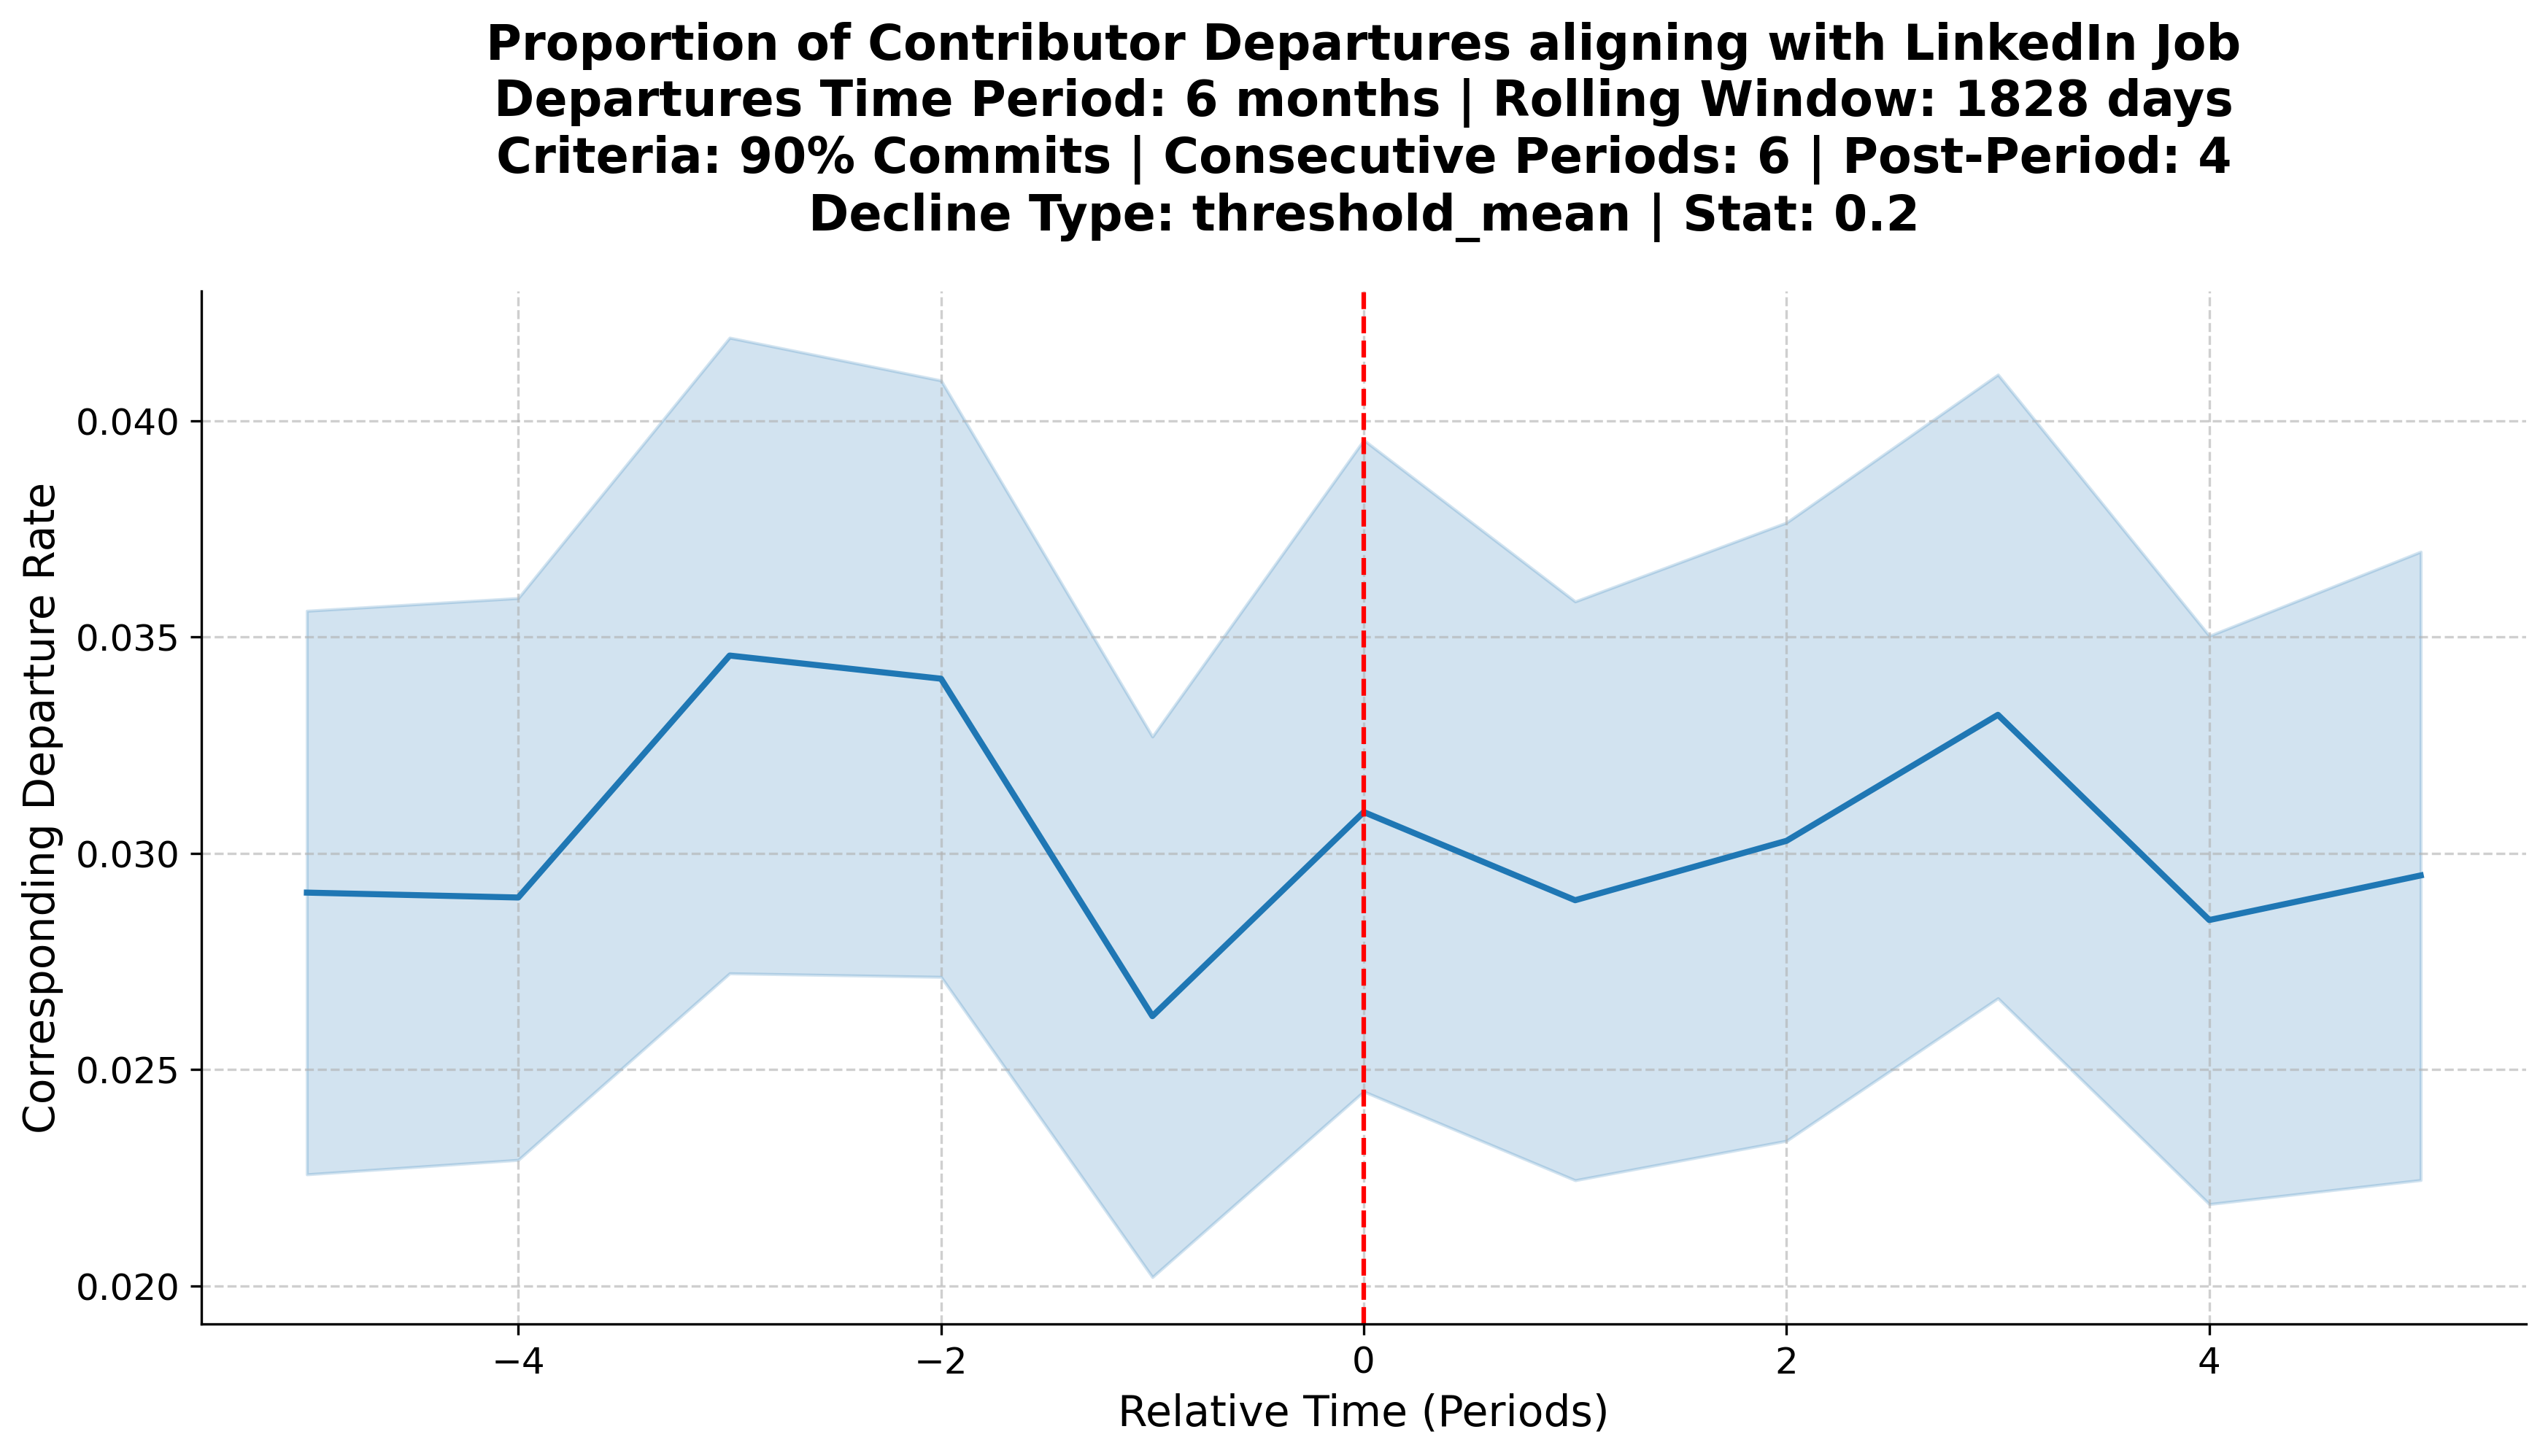 Proportion of Contributor Departures aligning with LinkedIn Job
Departures Time Period: 6 months | Rolling Window: 1828 days
Criteria: 90% Commits | Consecutive Periods: 6 | Post-Period: 4
Decline Type: threshold_mean | Stat: 0.2
Corresponding Departure Rate
0.040
0.035
0.030
0.025
0.020
−4
−2
0
2
4
Relative Time (Periods)